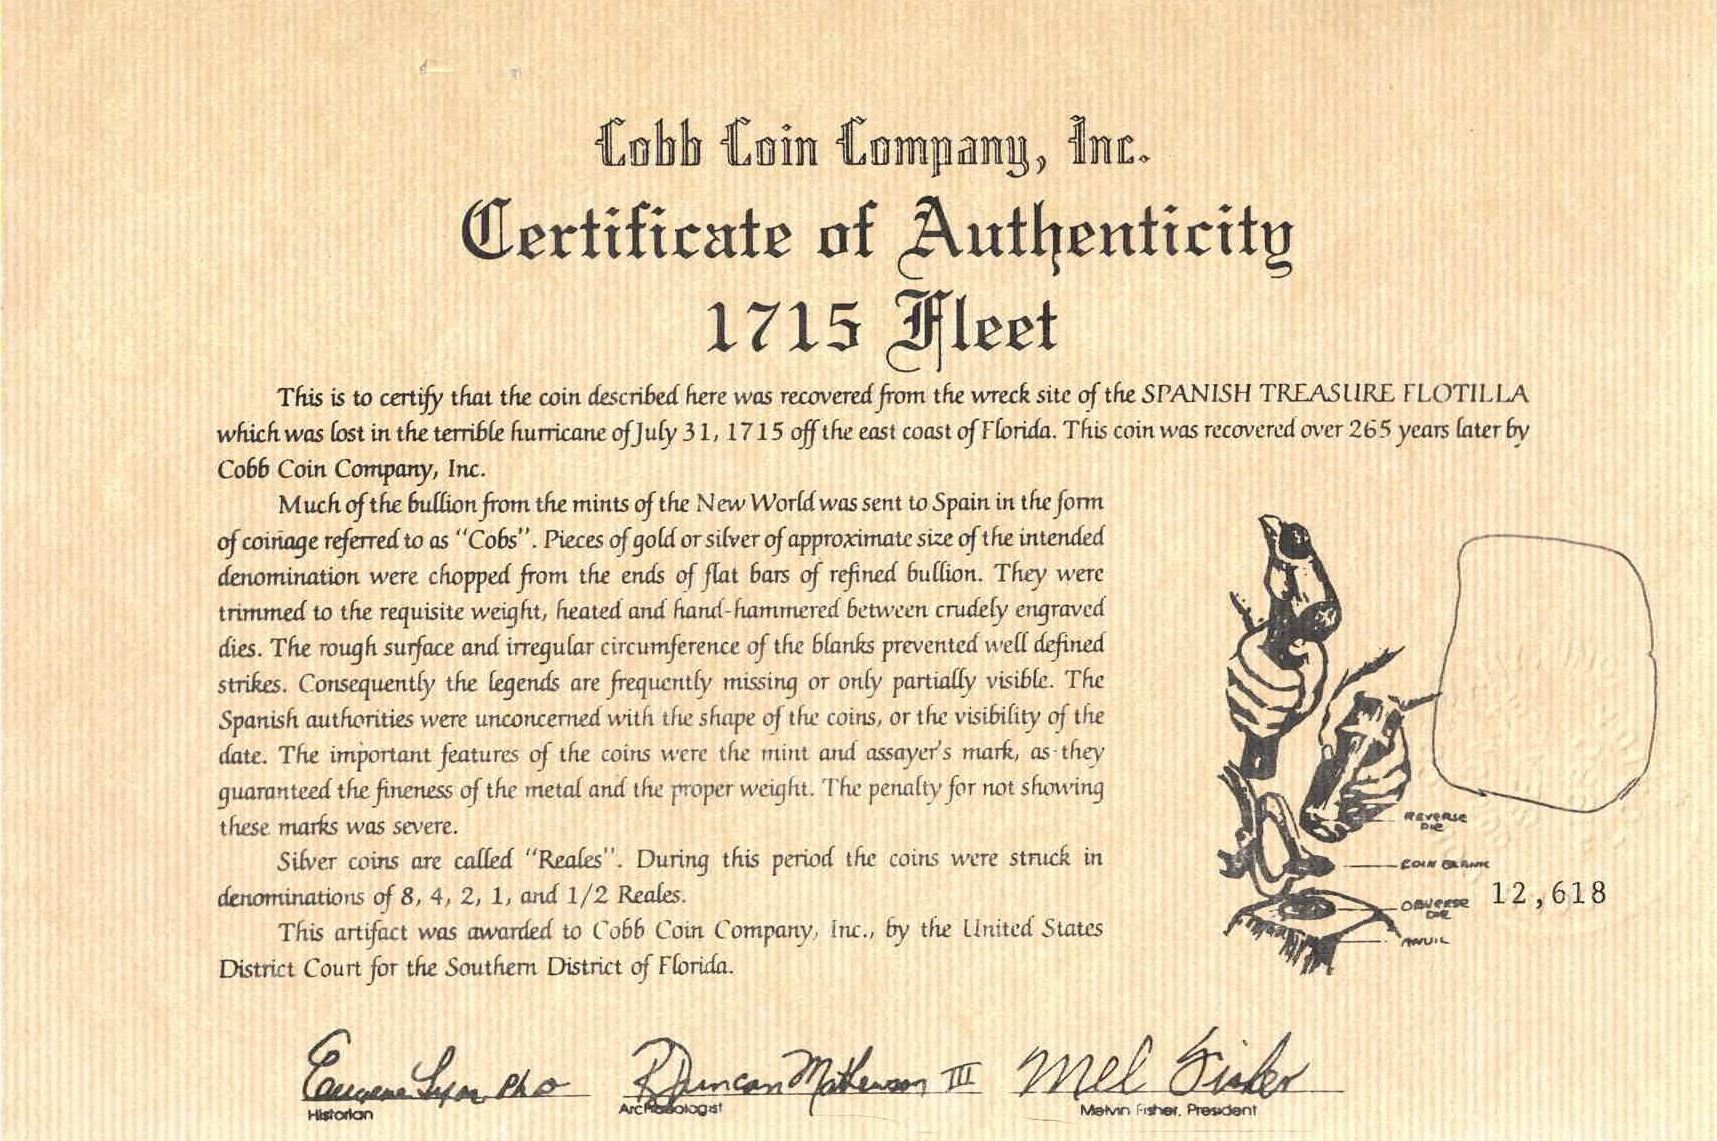 Cobb Coin Company, Inc.
Certificate of Authenticity
1715 Fleet
This is to certify that the coin described here was recovered from the wreck site of the SPANISH TREASURE FLOTILLA
which was lost in the terrible hurricane of July 31, 1715 off the east coast of Florida. This coin was recovered over 265 years later by
Cobb Coin Company, Inc.
Much of the bullion from the mints of the New World was sent to Spain in the form
of coinage referred to as "Cobs". Pieces of gold or silver of approximate size of the intended
denomination were chopped from the ends of flat bars of refined bullion. They were
trimmed to the requisite weight, heated and hand-hammered between crudely engraved
dies. The rough surface and irregular circumference of the blanks prevented well defined
strikes. Consequently the legends are frequently missing or only partially visible. The
Spanish authorities were unconcerned with the shape of the coins, or the visibility of the
date. The important features of the coins were the mint and assayer's mark, as they
guaranteed the fineness of the metal and the proper weight. The penalty for not showing
these marks was severe.
Silver coins are called "Reales". During this period the coins were struck in
denominations of 8, 4, 2, 1, and 1/2 Reales.
This artifact was awarded to Cobb Coin Company, Inc., by the United States
District Court for the Southern District of Florida.
REVERSE
DIE
COIN BLANK
OBVERSE
DIE
ANVIL
12,618
Eugene Lyon PhD
Historian
R Duncan Mathewson III
Archaeologist
Mel Fisher
Melvin Fisher, President